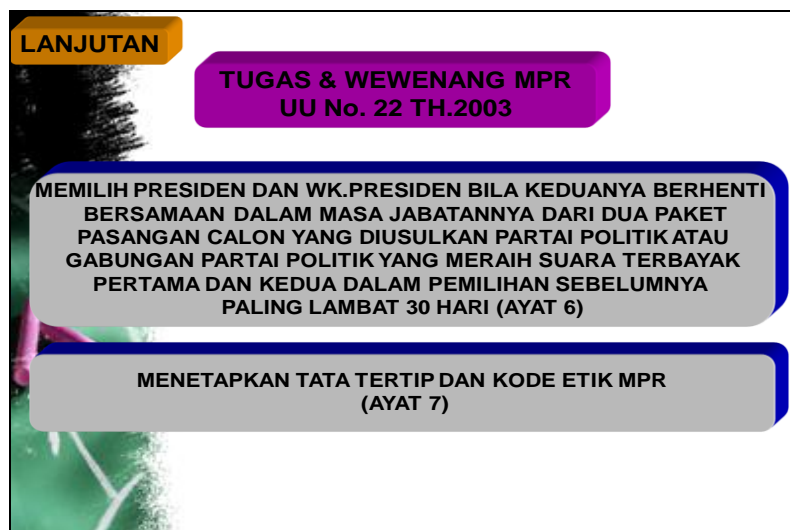 LANJUTAN
TUGAS & WEWENANG MPR
UU No. 22 TH.2003
MEMILIH PRESIDEN DAN WK.PRESIDEN BILA KEDUANYA BERHENTI
BERSAMAAN DALAM MASA JABATANNYA DARI DUA PAKET
PASANGAN CALON YANG DIUSULKAN PARTAI POLITIK ATAU
GABUNGAN PARTAI POLITIK YANG MERAIH SUARA TERBAYAK
PERTAMA DAN KEDUA DALAM PEMILIHAN SEBELUMNYA
PALING LAMBAT 30 HARI (AYAT 6)
MENETAPKAN TATA TERTIP DAN KODE ETIK MPR
(AYAT 7)